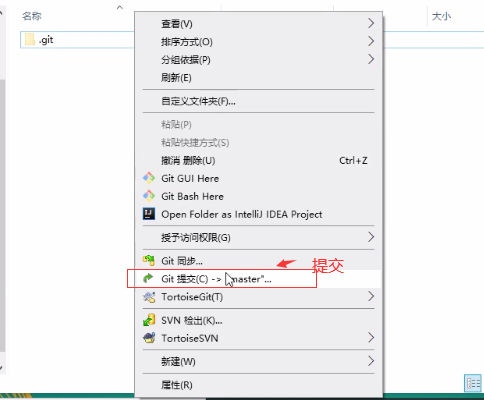 名称
大小
.git
查看(V)
排序方式(O)
分组依据(P)
刷新(E)
自定义文件夹(F)...
粘贴(P)
粘贴快捷方式(S)
撤消 删除(U) Ctrl+Z
Git GUI Here
Git Bash Here
Open Folder as IntelliJ IDEA Project
授予访问权限(G)
Git 同步...
提交
Git 提交(C) -> "master"...
TortoiseGit(T)
SVN 检出(K)...
TortoiseSVN
新建(W)
属性(R)